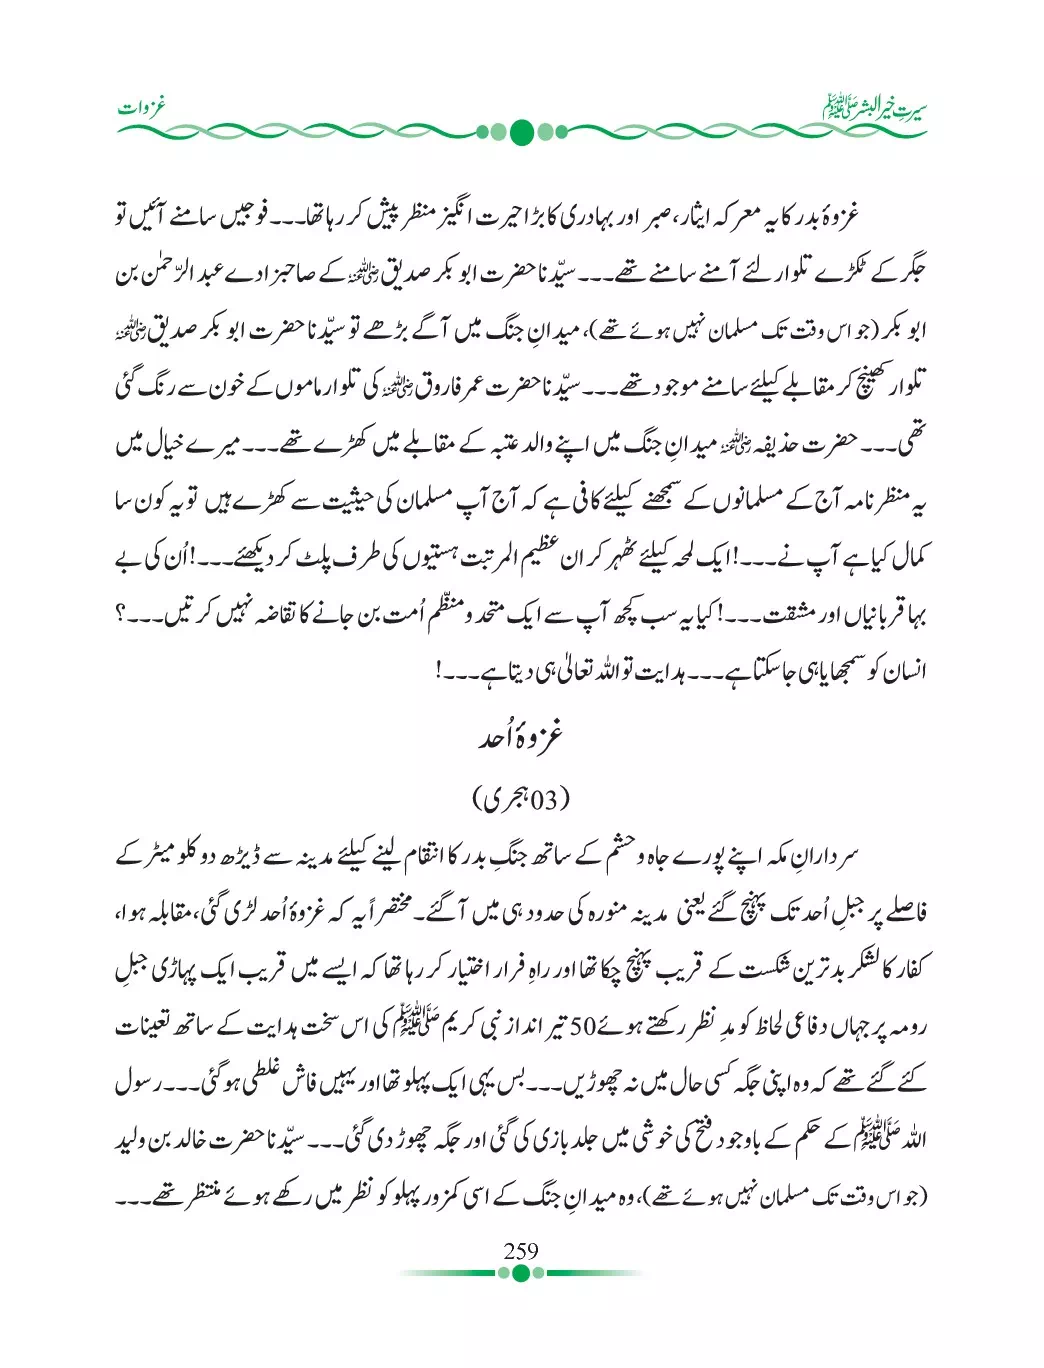 سیرتِ خیر البشر ﷺ
غزوات
غزوۂ بدر کا یہ معرکہ ایثار، صبر اور بہادری کا بڑا حیرت انگیز منظر پیش کر رہا تھا۔۔۔ فوجیں سامنے آئیں تو
جگر کے ٹکڑے تلوار لئے آمنے سامنے تھے۔۔۔ سیّدنا حضرت ابو بکر صدیق رضی اللہ عنہ کے صاحبزادے عبد الرّحمٰن بن
ابو بکر (جو اس وقت تک مسلمان نہیں ہوئے تھے)، میدانِ جنگ میں آگے بڑھے تو سیّدنا حضرت ابو بکر صدیق رضی اللہ عنہ
تلوار کھینچ کر مقابلے کیلئے سامنے موجود تھے۔۔۔ سیّدنا حضرت عمر فاروق رضی اللہ عنہ کی تلوار ماموں کے خون سے رنگ گئی
تھی۔۔۔ حضرت حذیفہ رضی اللہ عنہ میدانِ جنگ میں اپنے والد عتبہ کے مقابلے میں کھڑے تھے۔۔۔ میرے خیال میں
یہ منظر نامہ آج کے مسلمانوں کے سمجھنے کیلئے کافی ہے کہ آج آپ مسلمان کی حیثیت سے کھڑے ہیں تو یہ کون سا
کمال کیا ہے آپ نے۔۔۔! ایک لمحہ کیلئے ٹھہر کر ان عظیم المرتبت ہستیوں کی طرف پلٹ کر دیکھئے۔۔۔! اُن کی بے
بہا قربانیاں اور مشقت۔۔۔! کیا یہ سب کچھ آپ سے ایک متحد و منظّم اُمت بن جانے کا تقاضہ نہیں کرتیں۔۔۔؟
انسان کو سمجھایا ہی جا سکتا ہے۔۔۔ ہدایت تو اللہ تعالیٰ ہی دیتا ہے۔۔۔!
غزوۂ اُحد
(03 ہجری)
سردارانِ مکہ اپنے پورے جاہ و حشم کے ساتھ جنگِ بدر کا انتقام لینے کیلئے مدینہ سے ڈیڑھ دو کلو میٹر کے
فاصلے پر جبلِ اُحد تک پہنچ گئے یعنی مدینہ منورہ کی حدود ہی میں آ گئے۔ مختصراً یہ کہ غزوۂ اُحد لڑی گئی، مقابلہ ہوا،
کفار کا لشکر بدترین شکست کے قریب پہنچ چکا تھا اور راہِ فرار اختیار کر رہا تھا کہ ایسے میں قریب ایک پہاڑی جبلِ
رومہ پر جہاں دفاعی لحاظ کو مدِ نظر رکھتے ہوئے 50 تیر انداز نبی کریم ﷺ کی اس سخت ہدایت کے ساتھ تعینات
کئے گئے تھے کہ وہ اپنی جگہ کسی حال میں نہ چھوڑیں۔۔۔ بس یہی ایک پہلو تھا اور یہیں فاش غلطی ہو گئی۔۔۔ رسول
اللہ ﷺ کے حکم کے باوجود فتح کی خوشی میں جلد بازی کی گئی اور جگہ چھوڑ دی گئی۔۔۔ سیّدنا حضرت خالد بن ولید
(جو اس وقت تک مسلمان نہیں ہوئے تھے)، وہ میدانِ جنگ کے اسی کمزور پہلو کو نظر میں رکھے ہوئے منتظر تھے۔۔۔
259